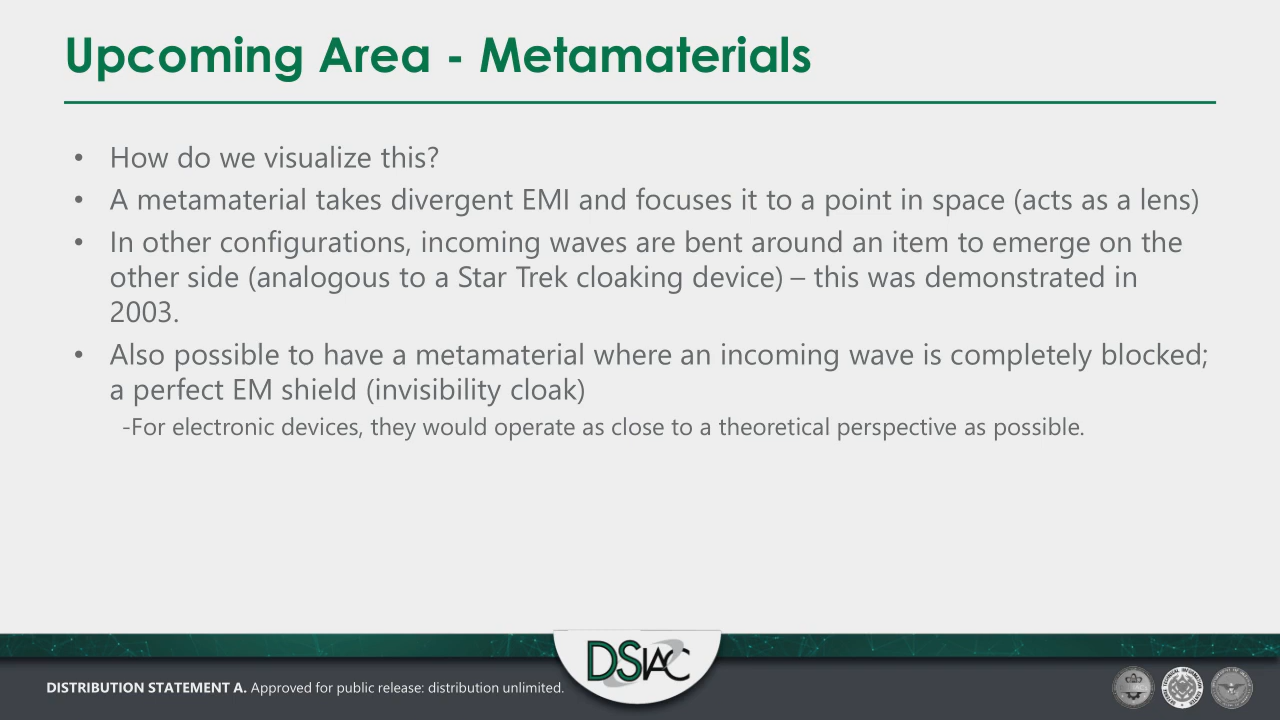 Upcoming Area - Metamaterials
• How do we visualize this?
• A metamaterial takes divergent EMI and focuses it to a point in space (acts as a lens)
• In other configurations, incoming waves are bent around an item to emerge on the
other side (analogous to a Star Trek cloaking device) – this was demonstrated in
2003.
• Also possible to have a metamaterial where an incoming wave is completely blocked;
a perfect EM shield (invisibility cloak)
-For electronic devices, they would operate as close to a theoretical perspective as possible.
DSIAC
DISTRIBUTION STATEMENT A. Approved for public release: distribution unlimited.